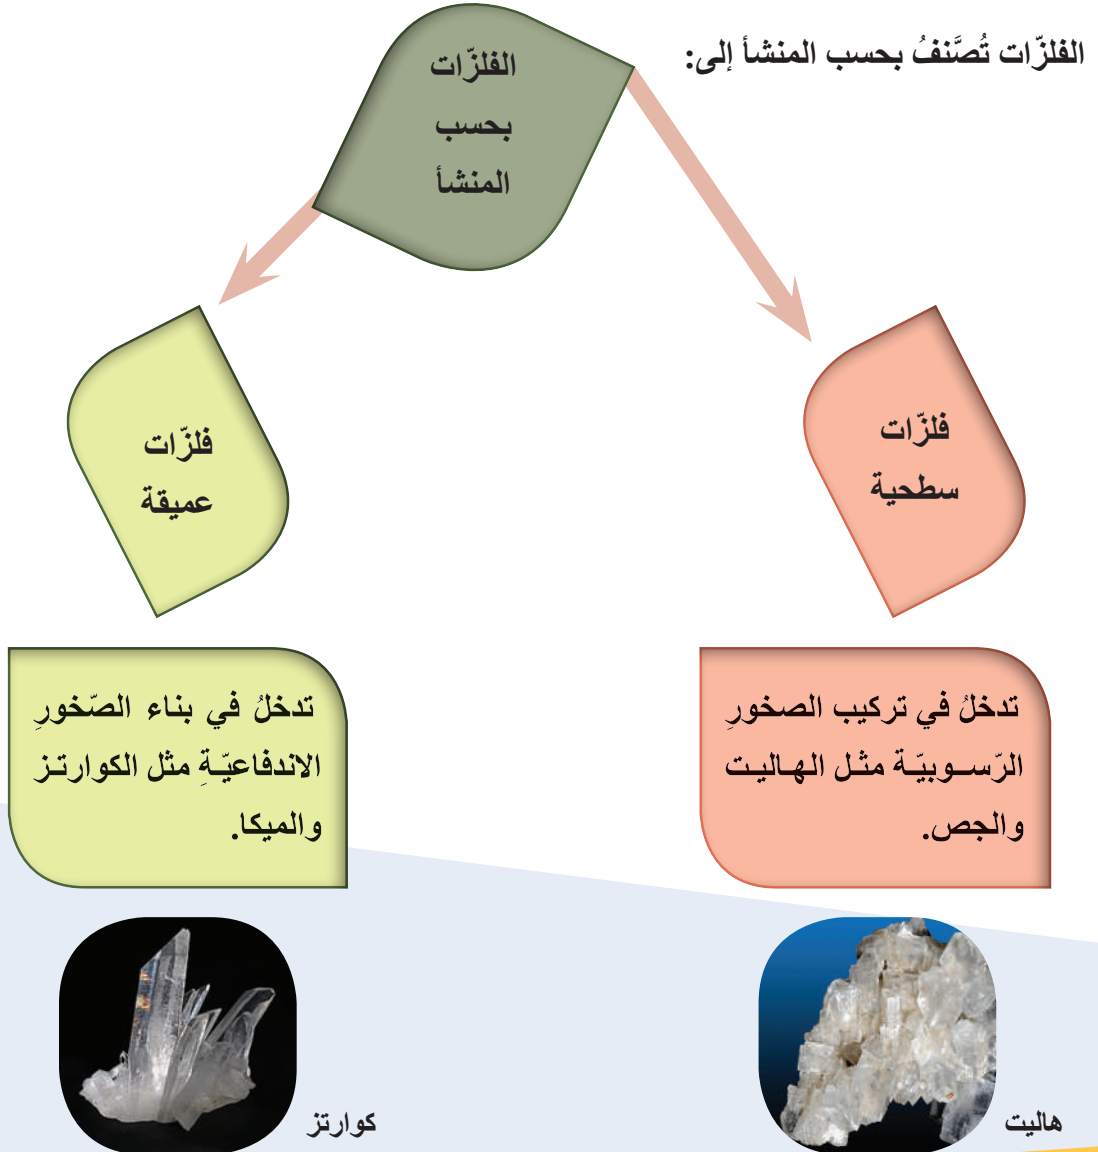 الفلزّات تُصَّنفُ بحسب المنشأ إلى:
الفلزّات
بحسب
المنشأ
فلزّات
سطحية
فلزّات
عميقة
تدخلُ في تركيب الصخورِ
الرّسوبيّة مثل الهاليت
والجص.
تدخلُ في بناء الصّخورِ
الاندفاعيّةِ مثل الكوارتز
والميكا.
هاليت
كوارتز